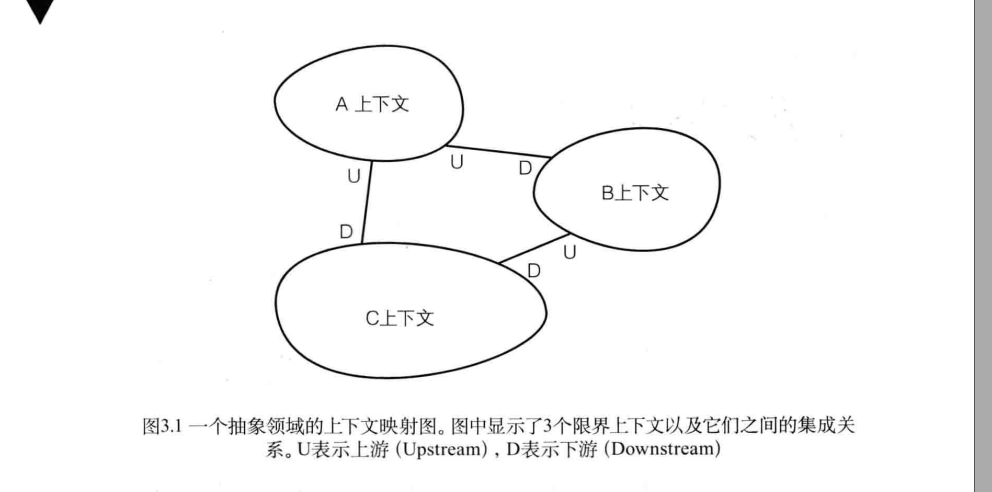 A 上下文
U
U
D
B上下文
D
U
D
C上下文
图3.1 一个抽象领域的上下文映射图。图中显示了3个限界上下文以及它们之间的集成关
系。U表示上游（Upstream），D表示下游（Downstream）